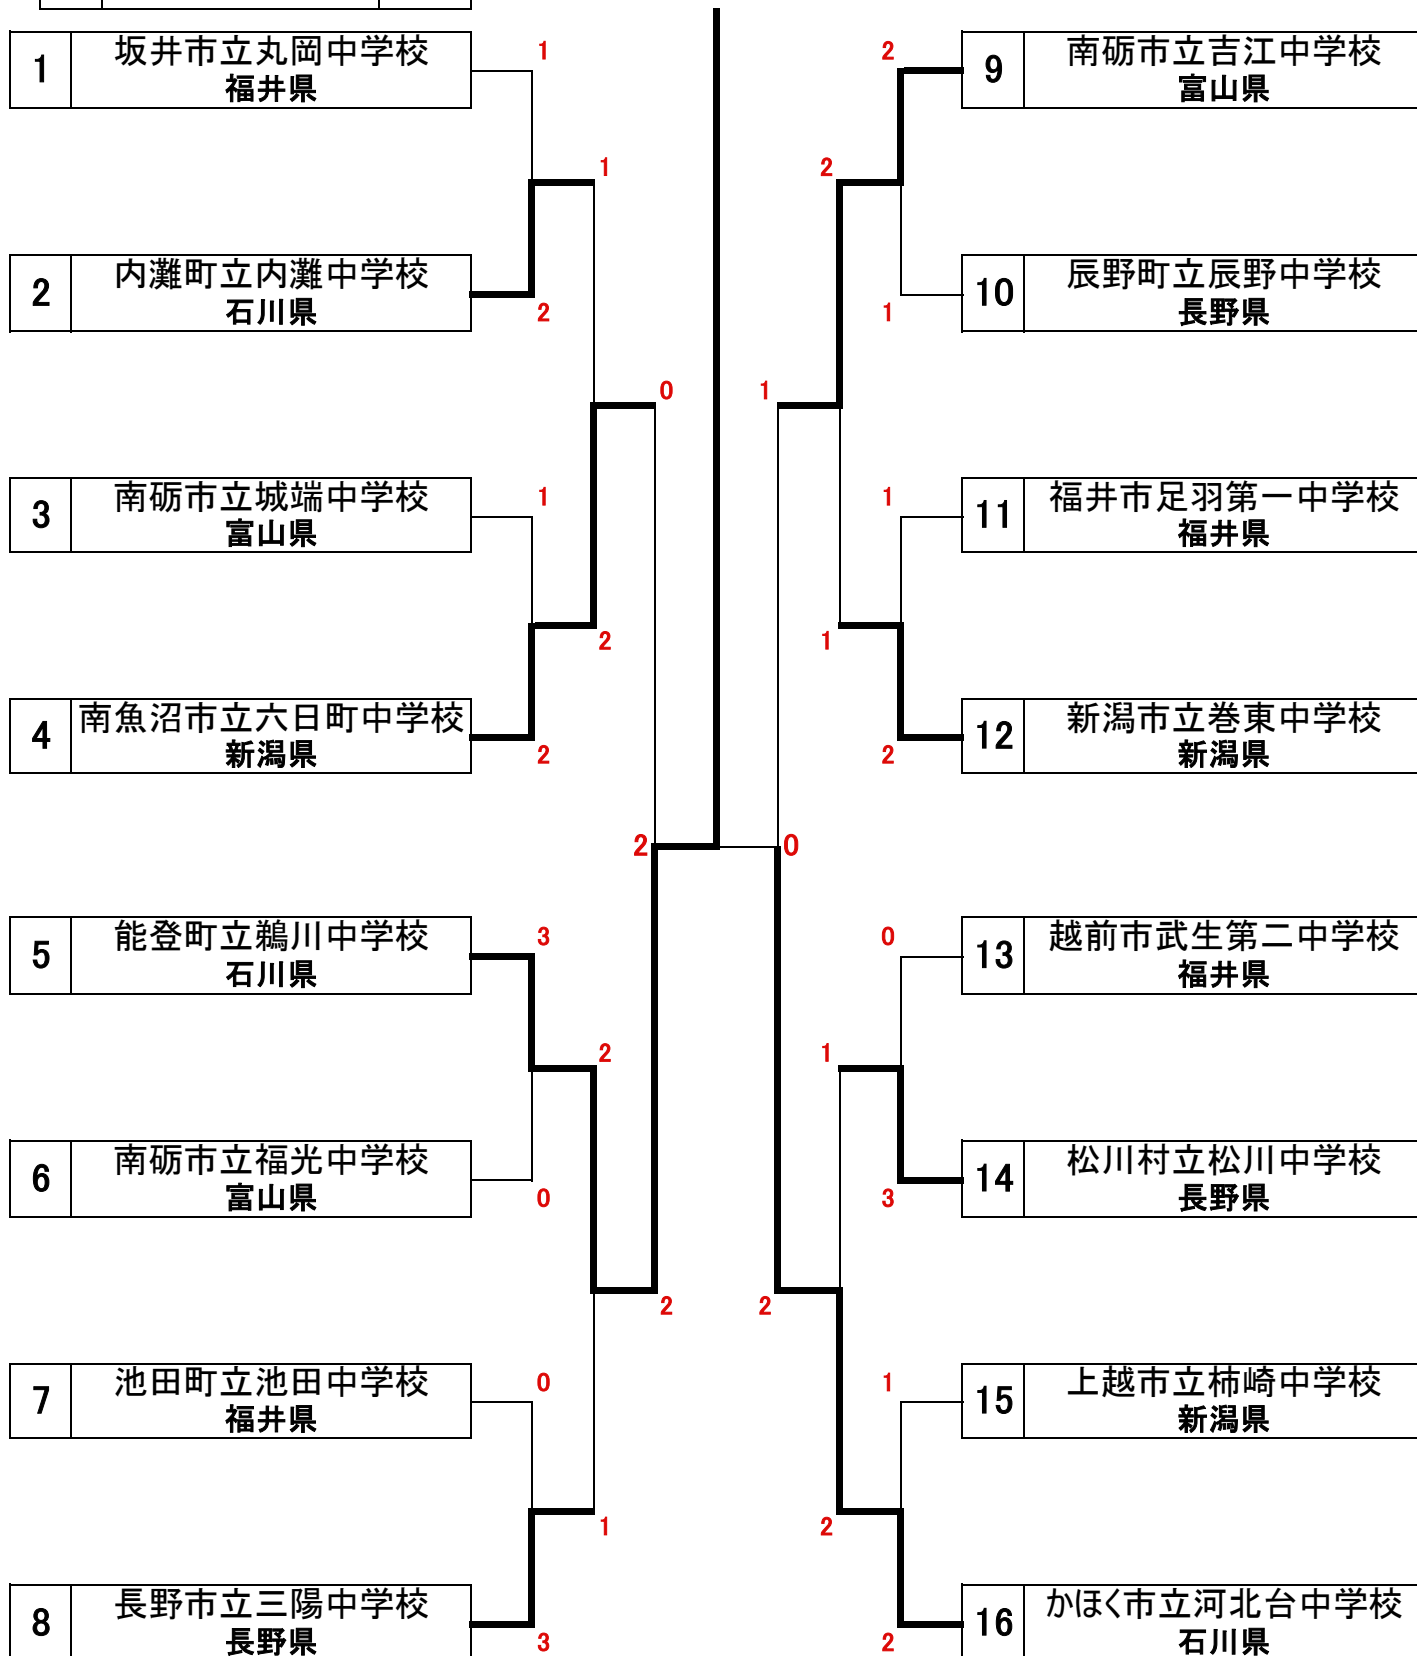 1
坂井市立丸岡中学校
福井県
1
2
内灘町立内灘中学校
石川県
2
1
3
南砺市立城端中学校
富山県
1
0
4
南魚沼市立六日町中学校
新潟県
2
2
2
5
能登町立鵜川中学校
石川県
3
2
6
南砺市立福光中学校
富山県
0
2
7
池田町立池田中学校
福井県
0
1
8
長野市立三陽中学校
長野県
3
2
9
南砺市立吉江中学校
富山県
2
10
辰野町立辰野中学校
長野県
1
1
11
福井市足羽第一中学校
福井県
1
1
12
新潟市立巻東中学校
新潟県
2
0
0
13
越前市武生第二中学校
福井県
1
14
松川村立松川中学校
長野県
3
2
15
上越市立柿崎中学校
新潟県
1
2
16
かほく市立河北台中学校
石川県
2